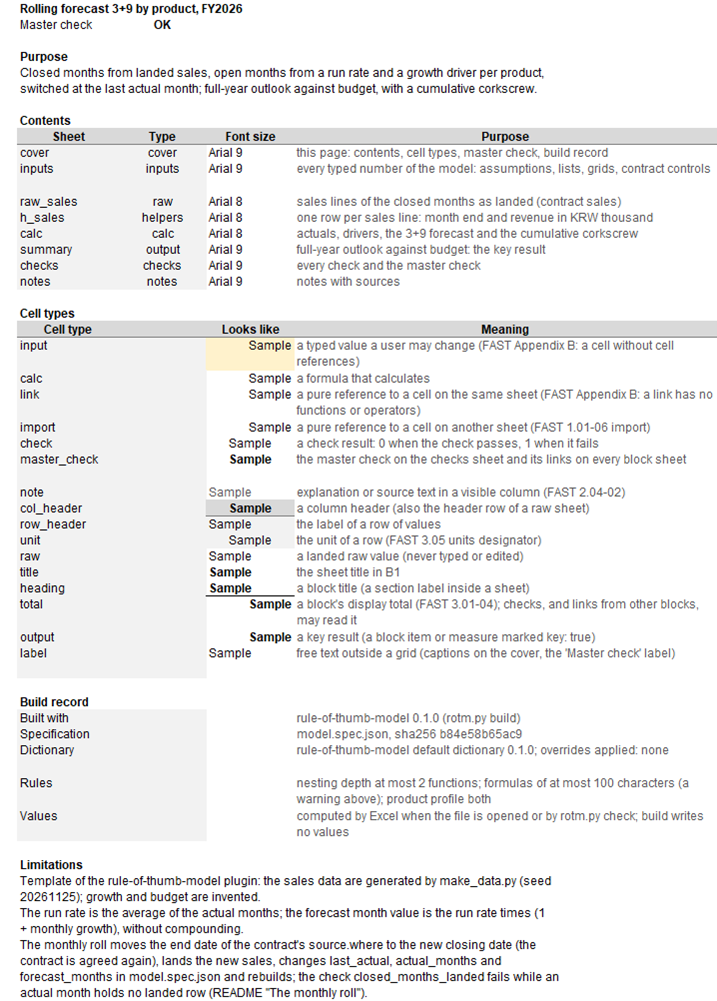 Rolling forecast 3+9 by product, FY2026
Master check OK
Purpose
Closed months from landed sales, open months from a run rate and a growth driver per product,
switched at the last actual month; full-year outlook against budget, with a cumulative corkscrew.
Contents
Sheet Type Font size Purpose
cover cover Arial 9 this page: contents, cell types, master check, build record
inputs inputs Arial 9 every typed number of the model: assumptions, lists, grids, contract controls
raw_sales raw Arial 8 sales lines of the closed months as landed (contract sales)
h_sales helpers Arial 8 one row per sales line: month end and revenue in KRW thousand
calc calc Arial 8 actuals, drivers, the 3+9 forecast and the cumulative corkscrew
summary output Arial 9 full-year outlook against budget: the key result
checks checks Arial 9 every check and the master check
notes notes Arial 9 notes with sources
Cell types
Cell type Looks like Meaning
input Sample a typed value a user may change (FAST Appendix B: a cell without cell
references)
calc Sample a formula that calculates
link Sample a pure reference to a cell on the same sheet (FAST Appendix B: a link has no
functions or operators)
import Sample a pure reference to a cell on another sheet (FAST 1.01-06 import)
check Sample a check result: 0 when the check passes, 1 when it fails
master_check Sample the master check on the checks sheet and its links on every block sheet
note Sample explanation or source text in a visible column (FAST 2.04-02)
col_header Sample a column header (also the header row of a raw sheet)
row_header Sample the label of a row of values
unit Sample the unit of a row (FAST 3.05 units designator)
raw Sample a landed raw value (never typed or edited)
title Sample the sheet title in B1
heading Sample a block title (a section label inside a sheet)
total Sample a block's display total (FAST 3.01-04); checks, and links from other blocks,
may read it
output Sample a key result (a block item or measure marked key: true)
label Sample free text outside a grid (captions on the cover, the 'Master check' label)
Build record
Built with rule-of-thumb-model 0.1.0 (rotm.py build)
Specification model.spec.json, sha256 b84e58b65ac9
Dictionary rule-of-thumb-model default dictionary 0.1.0; overrides applied: none
Rules nesting depth at most 2 functions; formulas of at most 100 characters (a
warning above); product profile both
Values computed by Excel when the file is opened or by rotm.py check; build writes
no values
Limitations
Template of the rule-of-thumb-model plugin: the sales data are generated by make_data.py (seed
20261125); growth and budget are invented.
The run rate is the average of the actual months; the forecast month value is the run rate times (1
+ monthly growth), without compounding.
The monthly roll moves the end date of the contract's source.where to the new closing date (the
contract is agreed again), lands the new sales, changes last_actual, actual_months and
forecast_months in model.spec.json and rebuilds; the check closed_months_landed fails while an
actual month holds no landed row (README "The monthly roll").